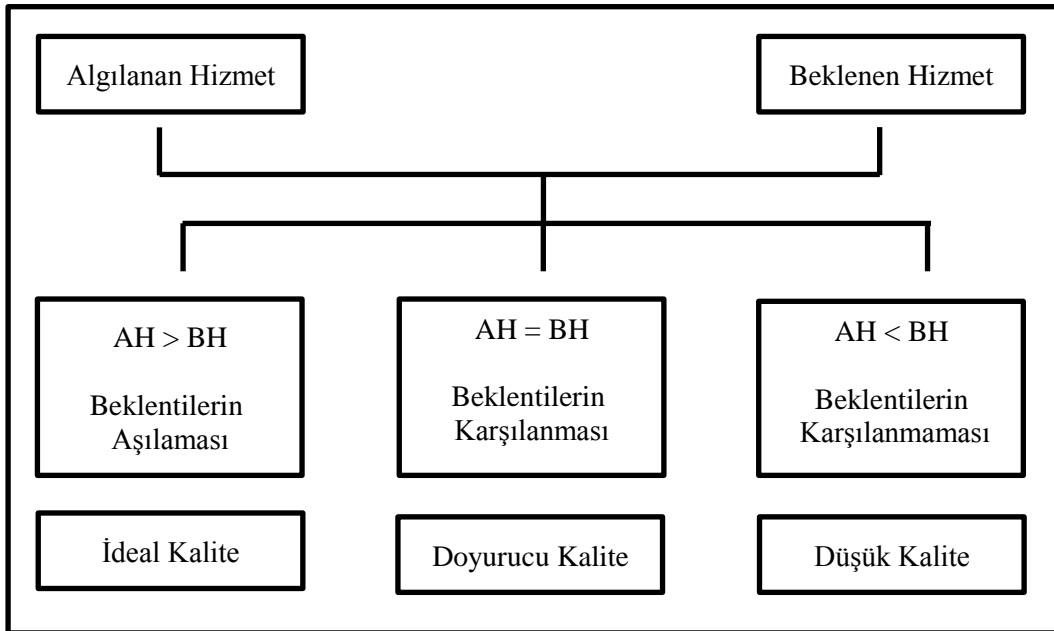 Algılanan Hizmet
Beklenen Hizmet
AH > BH
Beklentilerin
Aşılaması
AH = BH
Beklentilerin
Karşılanması
AH < BH
Beklentilerin
Karşılanmaması
İdeal Kalite
Doyurucu Kalite
Düşük Kalite